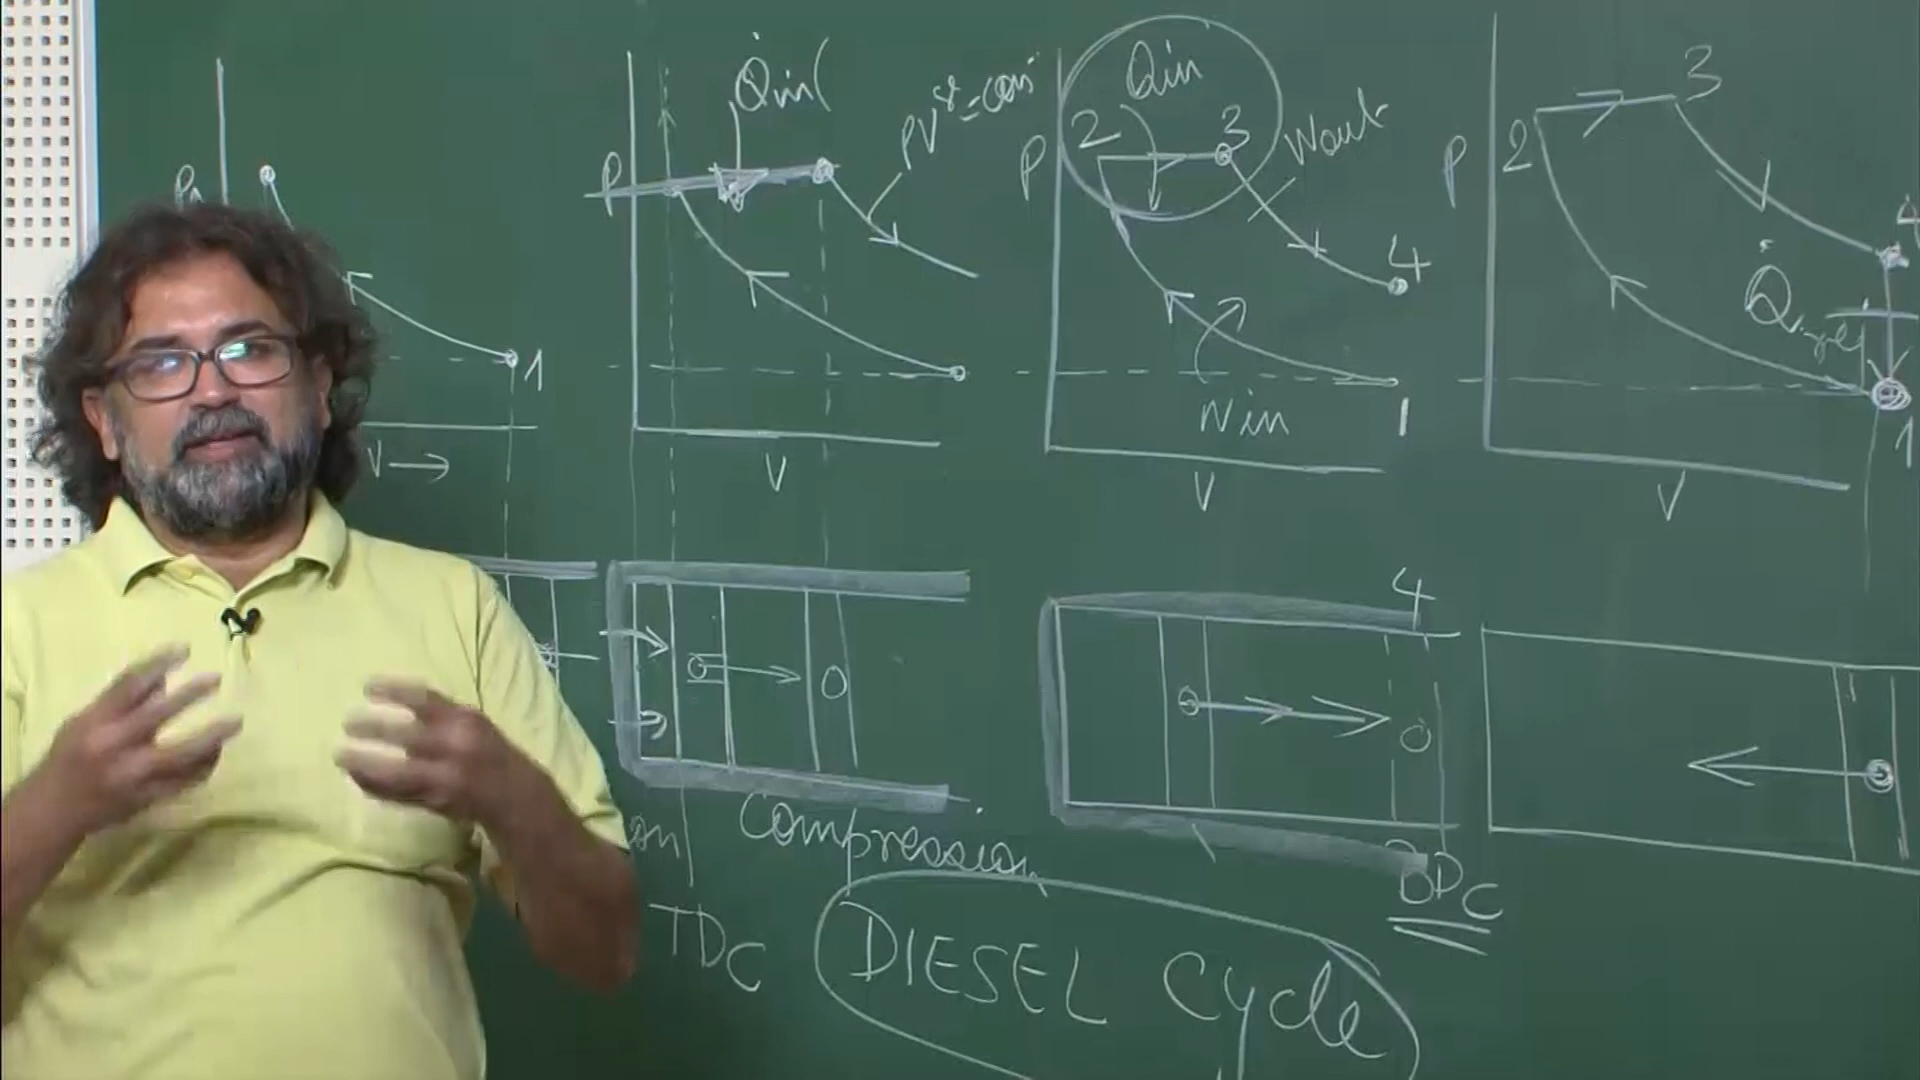 1
V
P
Qin(
PV^γ = con
V
P
Qin
2
3
Wout
4
Win
1
V
P
2
3
4
1
V
4
Compression
TDC
BDC
DIESEL Cycle